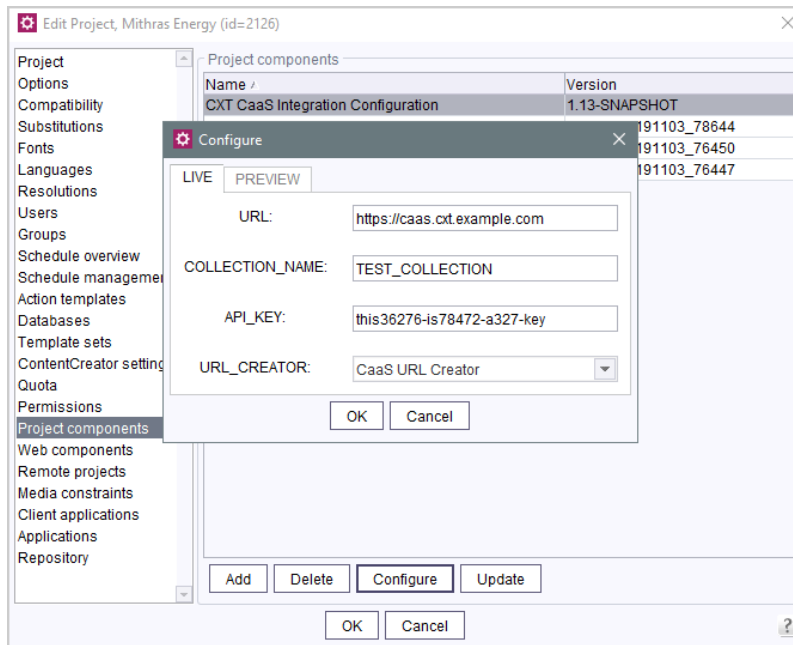 Edit Project, Mithras Energy (id=2126)
Project
Options
Compatibility
Substitutions
Fonts
Languages
Resolutions
Users
Groups
Schedule overview
Schedule managemen
Action templates
Databases
Template sets
ContentCreator setting
Quota
Permissions
Project components
Web components
Remote projects
Media constraints
Client applications
Applications
Repository
Project components
Name Version
CXT CaaS Integration Configuration 1.13-SNAPSHOT
191103_78644
191103_76450
191103_76447
Configure
LIVE PREVIEW
URL: https://caas.cxt.example.com
COLLECTION_NAME: TEST_COLLECTION
API_KEY: this36276-is78472-a327-key
URL_CREATOR: CaaS URL Creator
OK Cancel
Add Delete Configure Update
OK Cancel
?